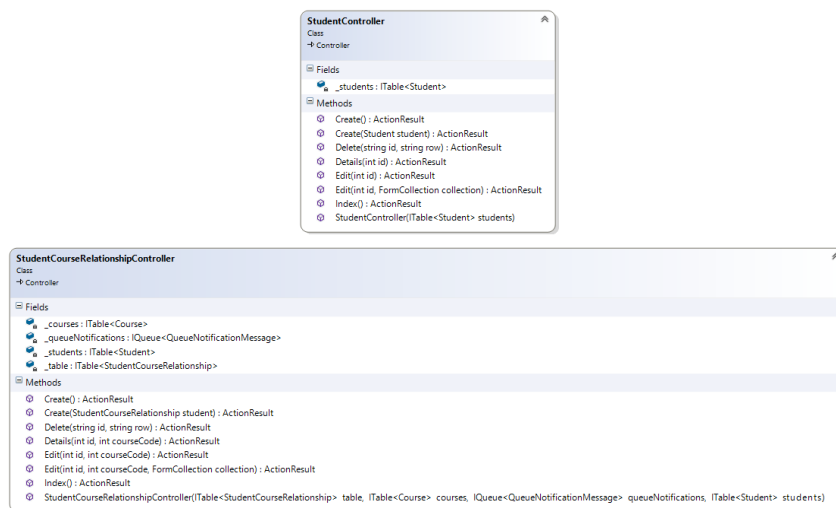 StudentController
Class
Controller
Fields
_students : ITable<Student>
Methods
Create() : ActionResult
Create(Student student) : ActionResult
Delete(string id, string row) : ActionResult
Details(int id) : ActionResult
Edit(int id) : ActionResult
Edit(int id, FormCollection collection) : ActionResult
Index() : ActionResult
StudentController(ITable<Student> students)
StudentCourseRelationshipController
Class
Controller
Fields
_courses : ITable<Course>
_queueNotifications : IQueue<QueueNotificationMessage>
_students : ITable<Student>
_table : ITable<StudentCourseRelationship>
Methods
Create() : ActionResult
Create(StudentCourseRelationship student) : ActionResult
Delete(string id, string row) : ActionResult
Details(int id, int courseCode) : ActionResult
Edit(int id, int courseCode) : ActionResult
Edit(int id, int courseCode, FormCollection collection) : ActionResult
Index() : ActionResult
StudentCourseRelationshipController(ITable<StudentCourseRelationship> table, ITable<Course> courses, IQueue<QueueNotificationMessage> queueNotifications, ITable<Student> students)